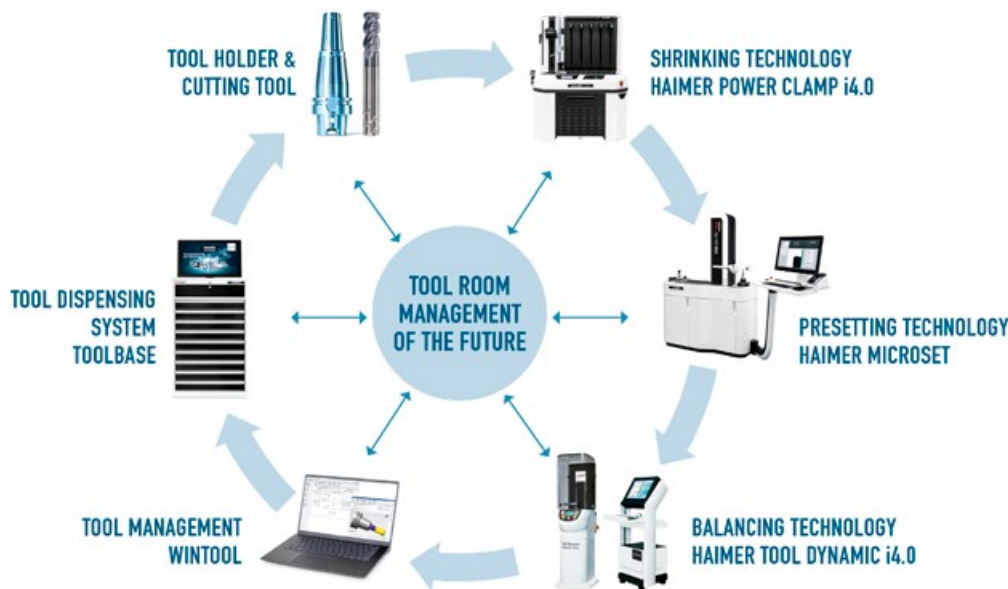 TOOL HOLDER &
CUTTING TOOL
SHRINKING TECHNOLOGY
HAIMER POWER CLAMP i4.0
TOOL DISPENSING
SYSTEM
TOOLBASE
TOOL ROOM
MANAGEMENT
OF THE FUTURE
PRESETTING TECHNOLOGY
HAIMER MICROSET
TOOL MANAGEMENT
WINTOOL
BALANCING TECHNOLOGY
HAIMER TOOL DYNAMIC i4.0